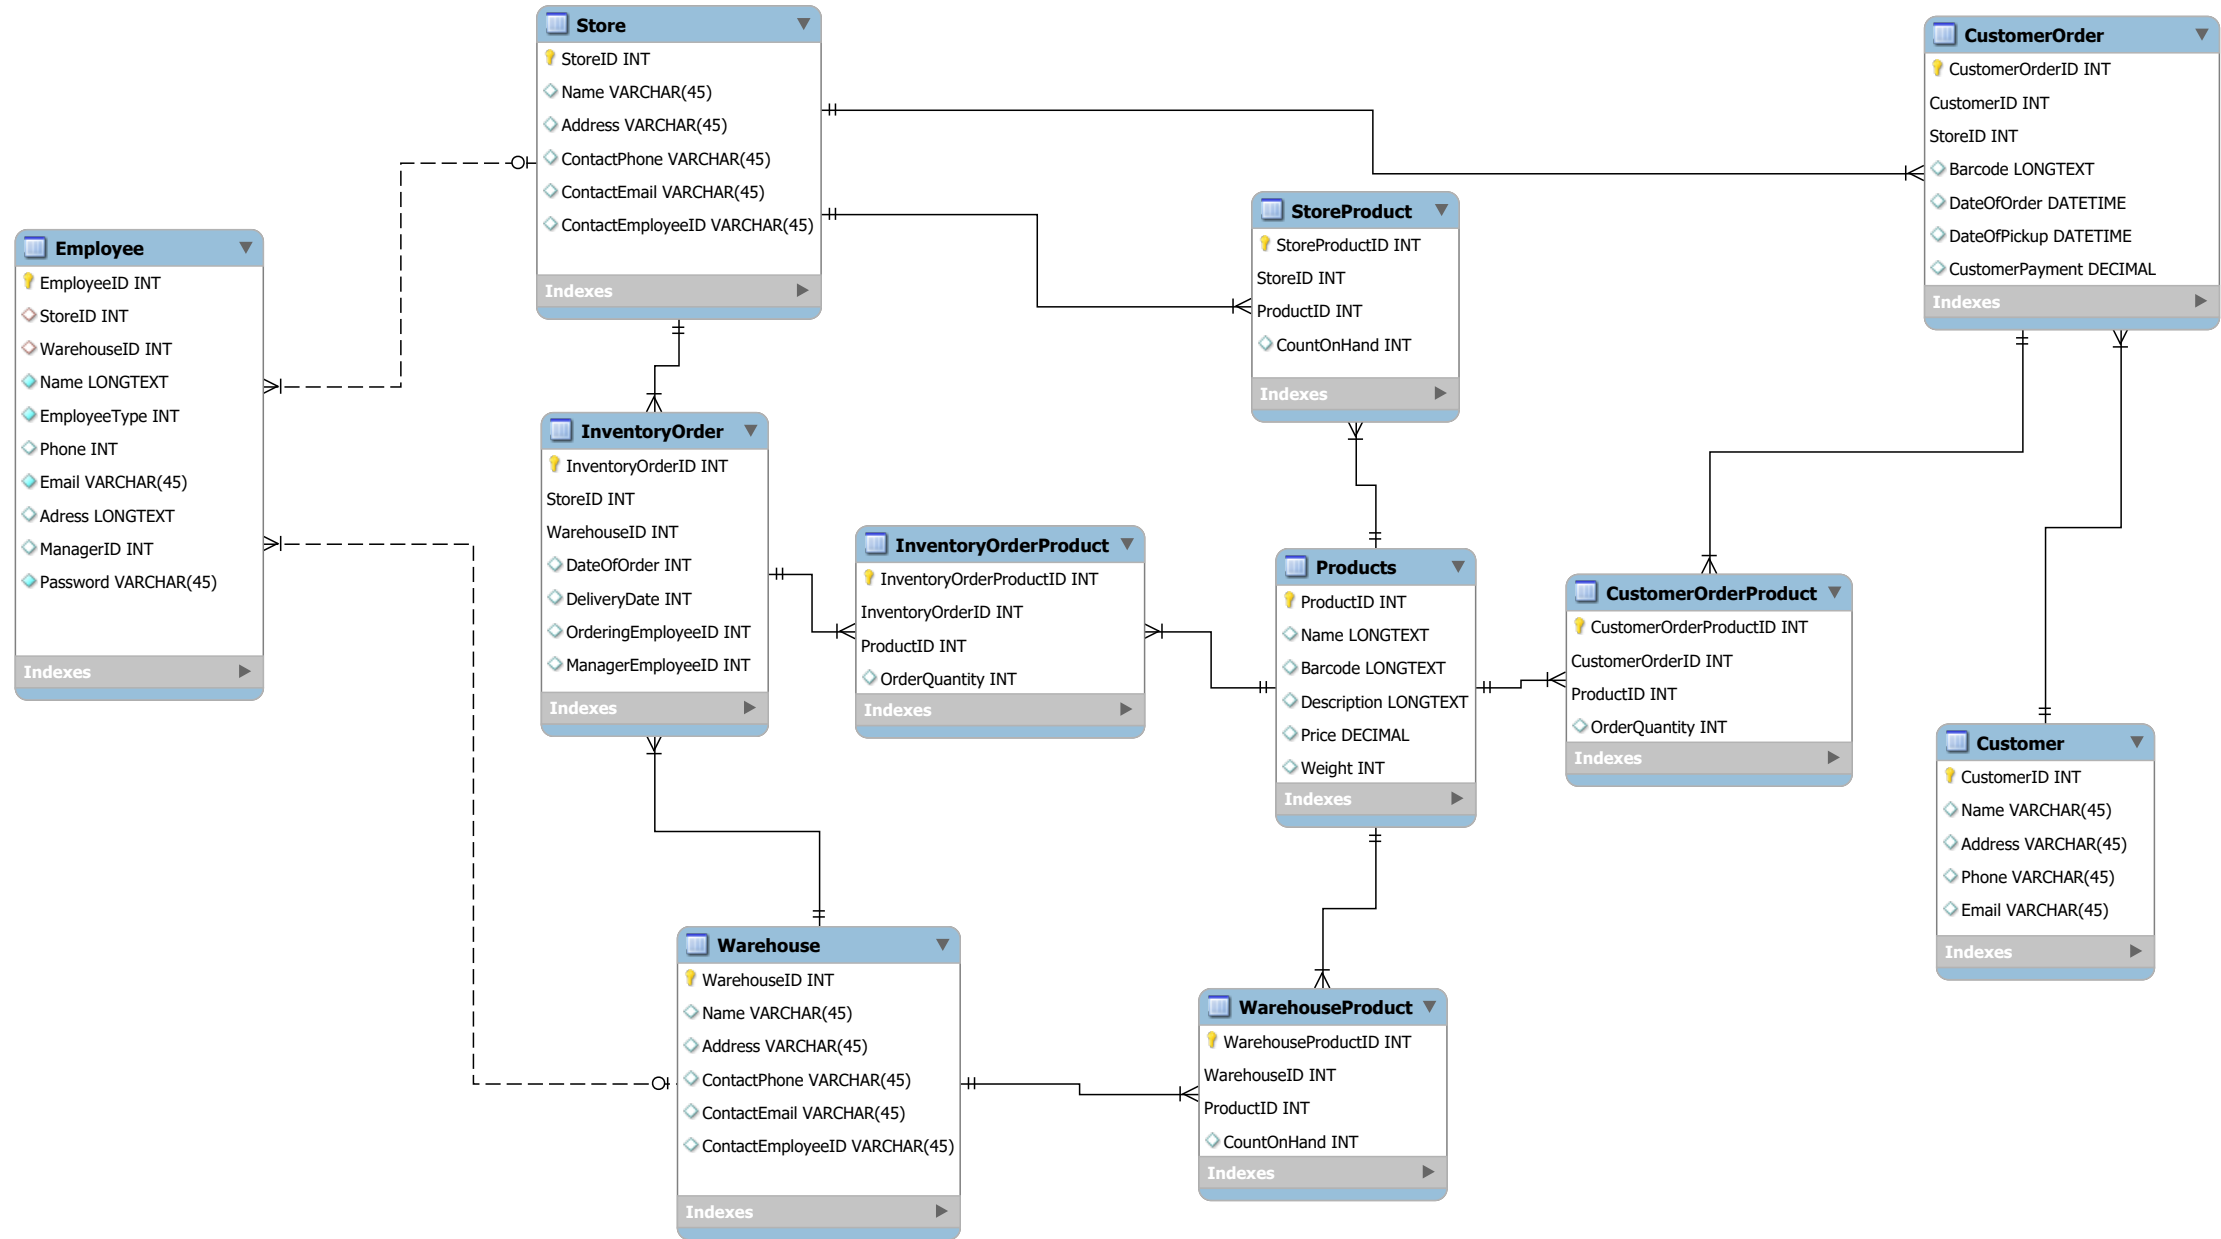 Store
StoreID INT
Name VARCHAR(45)
Address VARCHAR(45)
ContactPhone VARCHAR(45)
ContactEmail VARCHAR(45)
ContactEmployeeID VARCHAR(45)
Indexes
CustomerOrder
CustomerOrderID INT
CustomerID INT
StoreID INT
Barcode LONGTEXT
DateOfOrder DATETIME
DateOfPickup DATETIME
CustomerPayment DECIMAL
Indexes
StoreProduct
StoreProductID INT
StoreID INT
ProductID INT
CountOnHand INT
Indexes
Employee
EmployeeID INT
StoreID INT
WarehouseID INT
Name LONGTEXT
EmployeeType INT
Phone INT
Email VARCHAR(45)
Adress LONGTEXT
ManagerID INT
Password VARCHAR(45)
Indexes
InventoryOrder
InventoryOrderID INT
StoreID INT
WarehouseID INT
DateOfOrder INT
DeliveryDate INT
OrderingEmployeeID INT
ManagerEmployeeID INT
Indexes
InventoryOrderProduct
InventoryOrderProductID INT
InventoryOrderID INT
ProductID INT
OrderQuantity INT
Indexes
Products
ProductID INT
Name LONGTEXT
Barcode LONGTEXT
Description LONGTEXT
Price DECIMAL
Weight INT
Indexes
CustomerOrderProduct
CustomerOrderProductID INT
CustomerOrderID INT
ProductID INT
OrderQuantity INT
Indexes
Customer
CustomerID INT
Name VARCHAR(45)
Address VARCHAR(45)
Phone VARCHAR(45)
Email VARCHAR(45)
Indexes
Warehouse
WarehouseID INT
Name VARCHAR(45)
Address VARCHAR(45)
ContactPhone VARCHAR(45)
ContactEmail VARCHAR(45)
ContactEmployeeID VARCHAR(45)
Indexes
WarehouseProduct
WarehouseProductID INT
WarehouseID INT
ProductID INT
CountOnHand INT
Indexes